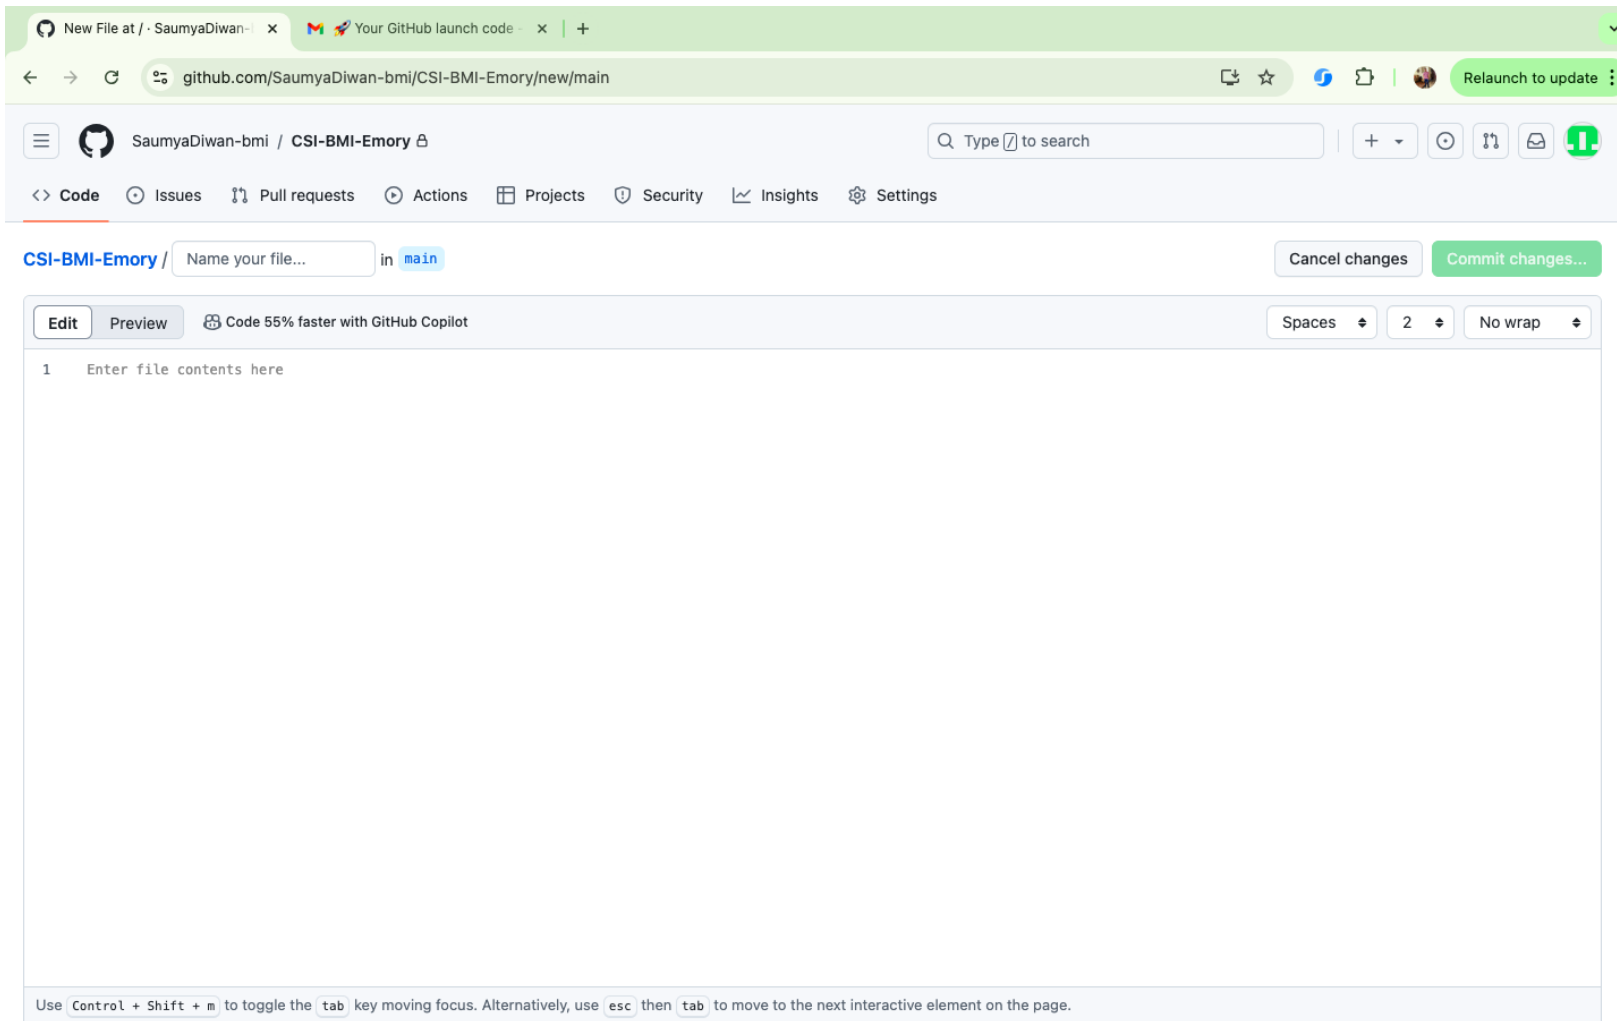 New File at / · SaumyaDiwan-
Your GitHub launch code
github.com/SaumyaDiwan-bmi/CSI-BMI-Emory/new/main
Relaunch to update
SaumyaDiwan-bmi / CSI-BMI-Emory
Type / to search
Code Issues Pull requests Actions Projects Security Insights Settings
CSI-BMI-Emory / Name your file... in main
Cancel changes Commit changes...
Edit Preview Code 55% faster with GitHub Copilot
Spaces 2 No wrap
1 Enter file contents here
Use Control + Shift + m to toggle the tab key moving focus. Alternatively, use esc then tab to move to the next interactive element on the page.